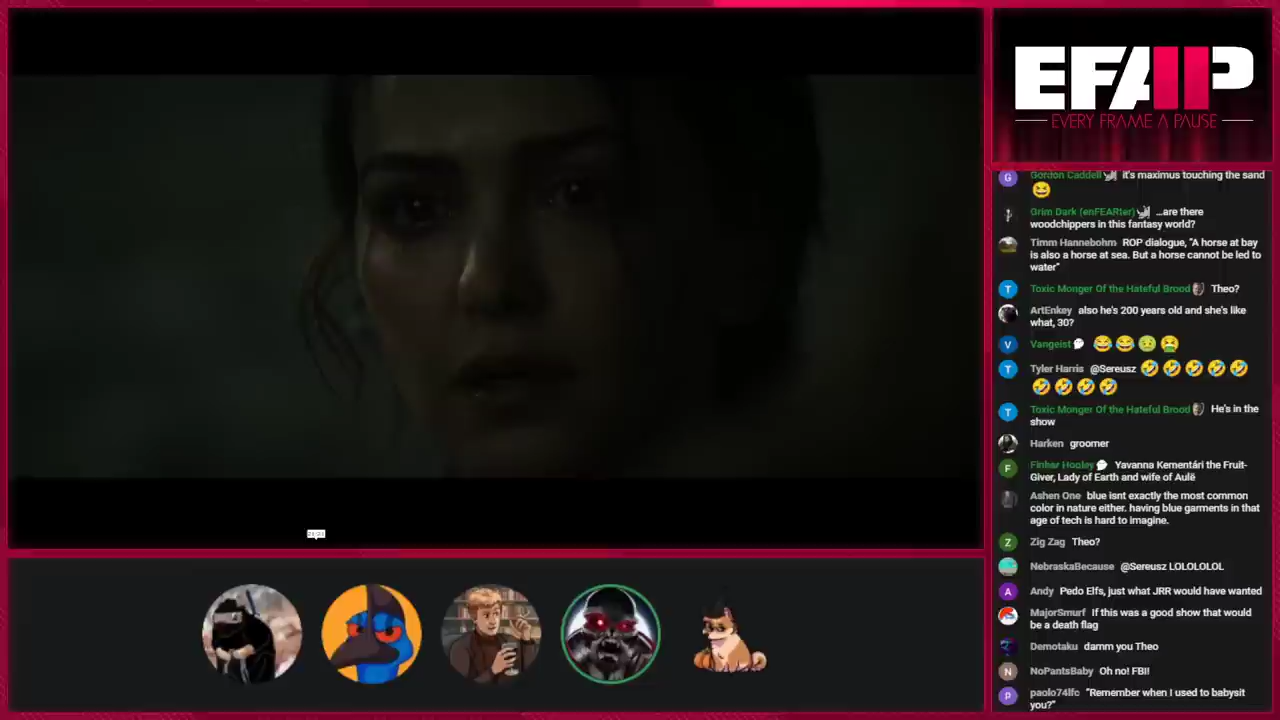 EFAP
EVERY FRAME A PAUSE
Gordon Caddell it's maximus touching the sand
Grim Dark (enFEARter) ...are there
woodchippers in this fantasy world?
Timm Hannebohm ROP dialogue, "A horse at bay
is also a horse at sea. But a horse cannot be led to
water"
Toxic Monger Of the Hateful Brood Theo?
ArtEnkey also he's 200 years old and she's like
what, 30?
Vangeist
Tyler Harris @Sereusz
Toxic Monger Of the Hateful Brood He's in the
show
Harken groomer
Finbar Hooley Yavanna Kementári the Fruit-
Giver, Lady of Earth and wife of Aulë
Ashen One blue isnt exactly the most common
color in nature either. having blue garments in that
age of tech is hard to imagine.
Zig Zag Theo?
NebraskaBecause @Sereusz LOLOLOLOL
Andy Pedo Elfs, just what JRR would have wanted
MajorSmurf If this was a good show that would
be a death flag
Demotaku damm you Theo
NoPantsBaby Oh no! FBI!
paolo74lfc "Remember when I used to babysit
you?"